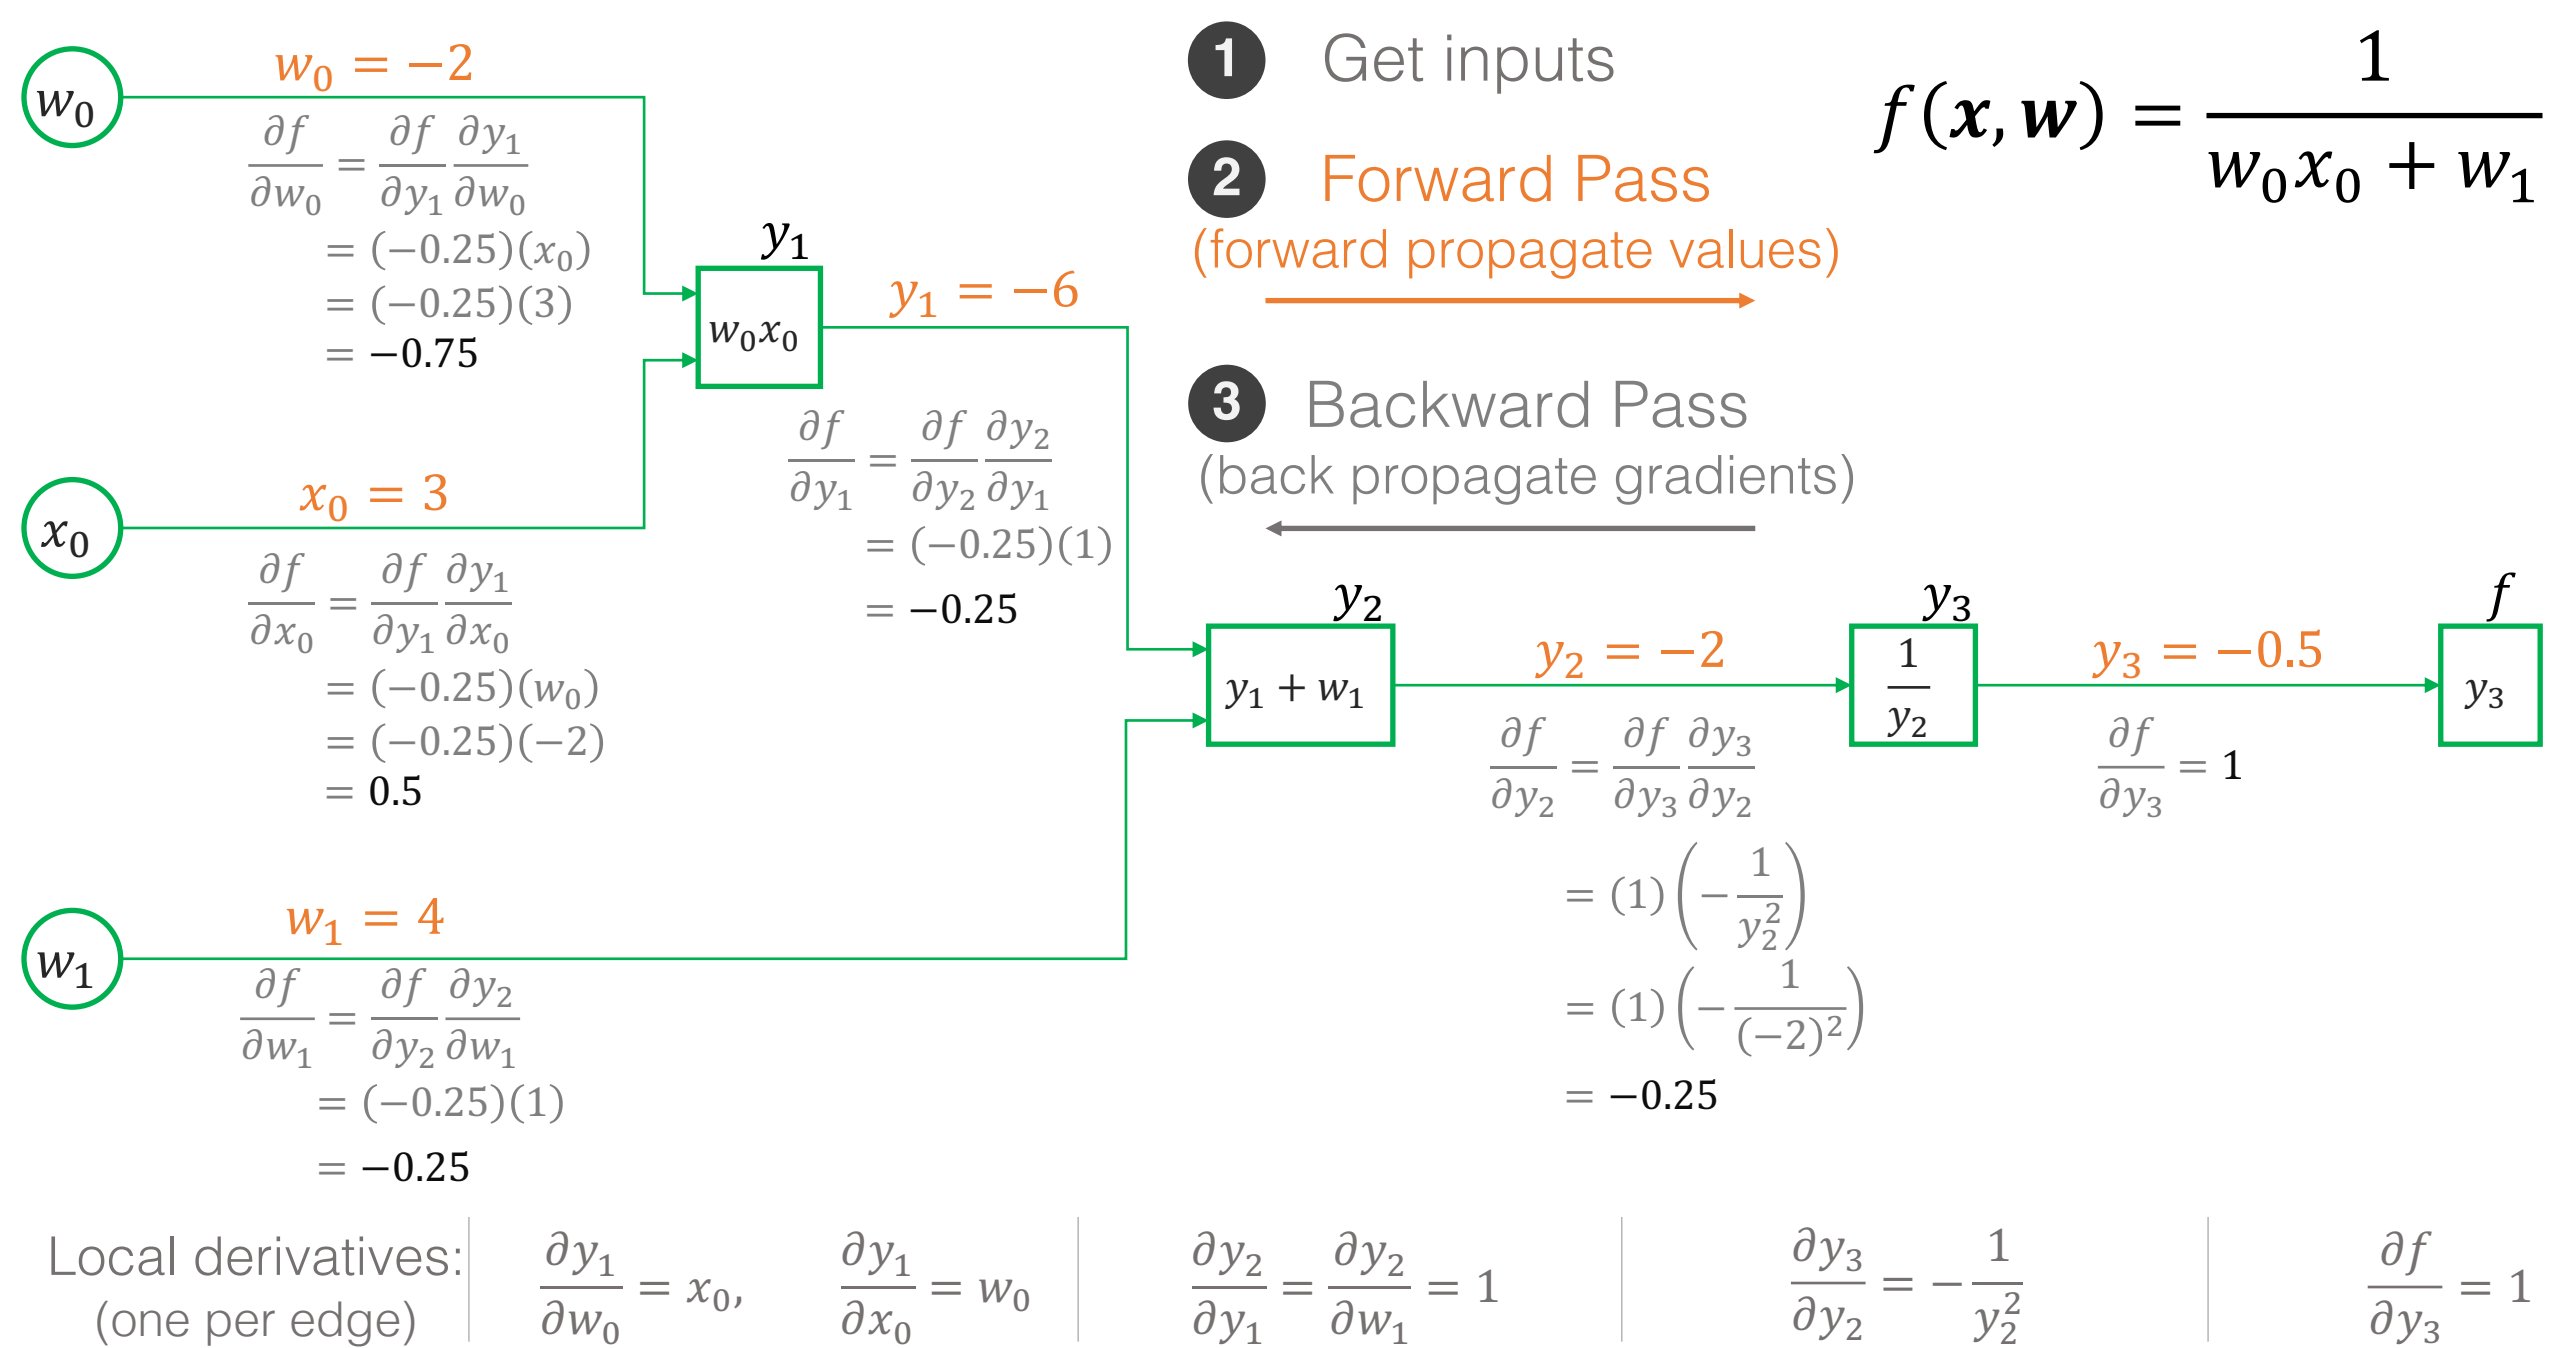 w₀
w₀ = −2
∂f/∂w₀ = ∂f/∂y₁ ∂y₁/∂w₀
= (−0.25)(x₀)
= (−0.25)(3)
= −0.75
x₀
x₀ = 3
∂f/∂x₀ = ∂f/∂y₁ ∂y₁/∂x₀
= (−0.25)(w₀)
= (−0.25)(−2)
= 0.5
w₁
w₁ = 4
∂f/∂w₁ = ∂f/∂y₂ ∂y₂/∂w₁
= (−0.25)(1)
= −0.25
y₁
w₀x₀
y₁ = −6
∂f/∂y₁ = ∂f/∂y₂ ∂y₂/∂y₁
= (−0.25)(1)
= −0.25
1 Get inputs
2 Forward Pass
(forward propagate values)
3 Backward Pass
(back propagate gradients)
f(x, w) = 1/(w₀x₀ + w₁)
y₂
y₁ + w₁
y₂ = −2
∂f/∂y₂ = ∂f/∂y₃ ∂y₃/∂y₂
= (1)(−1/y₂²)
= (1)(−1/(−2)²)
= −0.25
y₃
1/y₂
y₃ = −0.5
∂f/∂y₃ = 1
f
y₃
Local derivatives:
(one per edge)
∂y₁/∂w₀ = x₀, ∂y₁/∂x₀ = w₀
∂y₂/∂y₁ = ∂y₂/∂w₁ = 1
∂y₃/∂y₂ = −1/y₂²
∂f/∂y₃ = 1